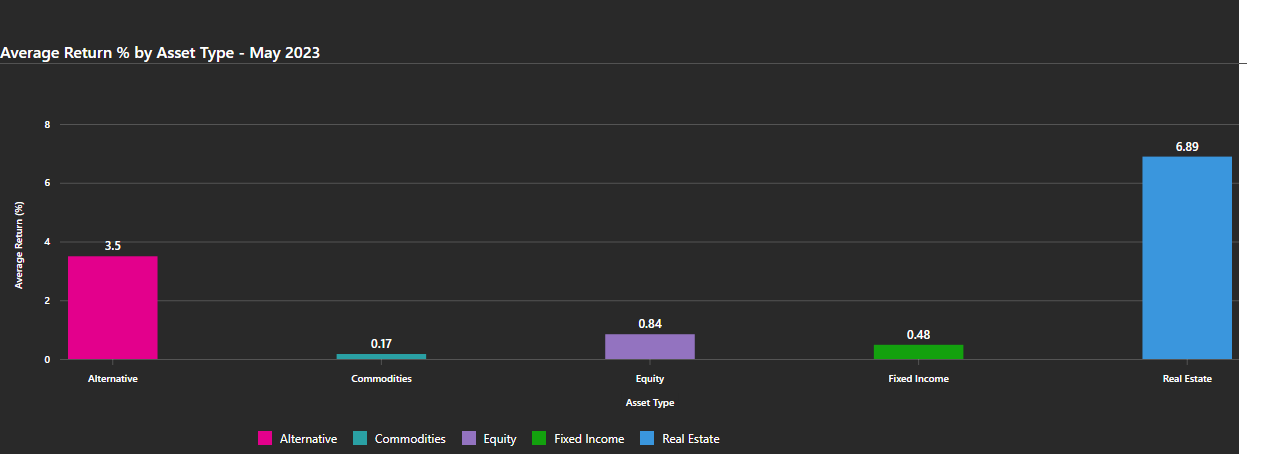 Average Return % by Asset Type - May 2023
8
6
4
2
0
Average Return (%)
3.5
0.17
0.84
0.48
6.89
Alternative
Commodities
Equity
Fixed Income
Real Estate
Asset Type
Alternative
Commodities
Equity
Fixed Income
Real Estate